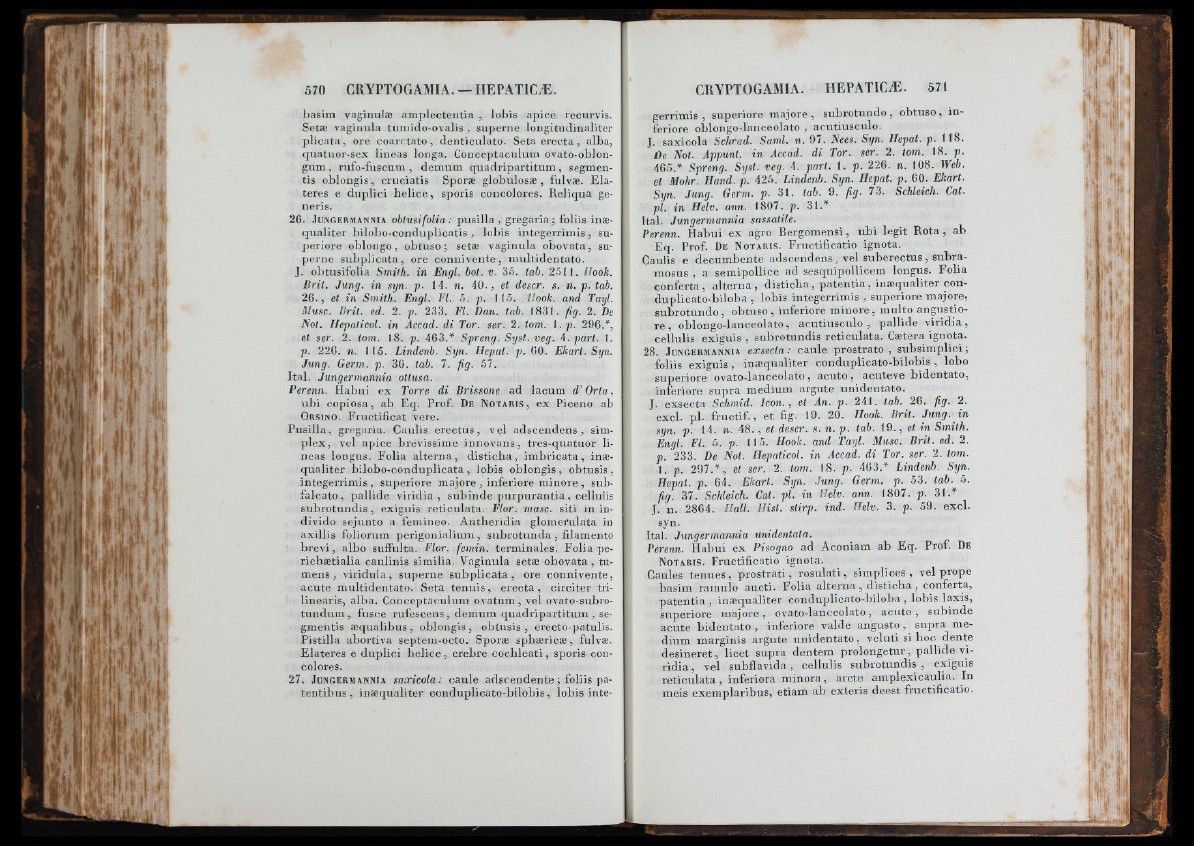 570 CRYPTOGAMIA. — HEPATICÆ.
basim vaginulæ amplectentia, lobis apice recurvis.
Setæ vaginula tumido-ovalis, superne longitudinaliter
plicata, ore coarctato, denticulato. Seta erecta, alba,
quatuor-sex lineas longa. Conceptaculum ovato-oblon-
gum, rufo-fuscum, demum quadripartitum, segmen-
tis oblongis, cruciatis Sporæ globulosæ, fulvæ. Ela-
teres e duplici helice, sporis concolores. Reliqua ge-
neris.
26. JUNGERMANNIA obtusifolia: pusilla, gregaria; foliis inæ-
qualiter bilobo-conduplicatis, lobis integerrimis, su-
periore oblongo, obtuso; setæ vaginula obovata, su-
perne subplicata, ore connivente, multidentato.
J. obtusifolia Smith. in Engl. bot. v. 35. tab. 2511. Hook.
Brit. Jung. in syn. p. 14. n. 40., et descr. s. n. p. tab.
26., et in Smith. Engl. Fl. 5. p. 115. Hook. and Tayl.
Musc. Brit. ed. 2. p. 233. Fl. Dan. tab. 1831. fig. 2. De
Not. Hepaticol. in Accad. di Tor. ser. 2. tom. 1. p. 296.*,
et ser. 2. tom. 18. p. 463.* Spreng. Syst. veg. 4. part. 1.
p. 226. n. 115. Lindenb. Syn. Hepat. p. 60. Ekart. Syn.
Jung. Germ. p. 30. tab. 7. fig. 57.
Ital. Jungermannia ottusa.
Perenn. Habui ex Torre di Brissone ad lacum d'Orta,
ubi copiosa, ab Eq. Prof. DE NOTARIS, ex Piceno ab
ORSINO. Fructificat vere.
Pusilla, gregaria. Caulis erectus, vel adscendens, sim-
plex, vel apice brevissime innovans, tres-quatuor li-
neas longus. Folia alterna, disticha, imbricata, inæ-
qualiter bilobo-conduplicata, lobis oblongis, obtusis,
integerrimis, superiore majore, inferiore minore, sub-
falcato, pallide viridia, subinde purpurantia, cellulis
subrotundis, exiguis reticulata. Flor. masc. siti in in-
dividuo sejunto a femineo. Antheridia glomerulata in
axillis foliorum perigonialium, subrotunda, filamento
brevi, albo suffulta. Flor. femin. terminales. Folia pe-
richætialia caulinis similia. Vaginula setæ obovata, tu-
mens, viridula, superne subplicata, ore connivente,
acute multidentato. Seta tenuis, erecta, circiter tri-
linearis, alba. Conceptaculum ovatum, vel ovato-subro-
tundum, fusce rufescens, demum quadripartitum, se-
gmentis æqualibus, oblongis, obtusis, erecto-patulis.
Pistilla abortiva septem-octo. Sporæ sphæricæ, fulvæ.
Elateres e duplici helice, crebre cochleati, sporis con-
colores.
27. JUNGERMANNIA saxicola: caule adscendente; foliis pa-
tentibus, inæqualiter conduplicato-bilobis, lobis inte-
CRYPTOGAMIA. HEPATICÆ. 571
gerrimis, superiore majore, subrotundo, obtuso, in-
feriore oblongo-lanceolato, acutiusculo.
J. saxicola Schrad. Saml. n. 97. Nees. Syn. Hepat. p. 118.
De Not. Appunt. in Accad. di Tor. ser. 2. tom. 18. p.
465.* Spreng. Syst. veg. 4. part. 1. p. 226. n. 108. Web.
et Mohr. Hand. p. 425. Lindenb. Syn. Hepat. p. 60. Ekart.
Syn. Jung. Germ. p. 31. tab. 9. fig. 73. Schleich. Cat.
pl. in Helv. ann. 1807. p. 31.*
Ital. Jungermannia sassatile.
Perenn. Habui ex agro Bergomensi, ubi legit Rota, ab
Eq. Prof. DE NOTARIS. Fructificatio ignota.
Caulis e decumbente adscendens, vel suberectus, subra-
mosus, a semipollice ad sesquipollicem longus. Folia
conferta, alterna, disticha, patentia, inæqualiter con-
duplicato-biloba, lobis integerrimis, superiore majore,
subrotundo, obtuso, inferiore minore, multo angustio-
re, oblongo-lanceolato, acutiusculo, pallide viridia,
cellulis exiguis, subrotundis reticulata. Cætera ignota.
28. JUNGERMANNIA exsecta: caule prostrato, subsimplici;
foliis exiguis, inæqualiter conduplicato-bilobis, lobo
superiore ovato-lanceolato, acuto, acuteve bidentato,
inferiore supra medium argute unidentato.
J. exsecta Schmid. Icon., et An. p. 241. tab. 26. fig. 2.
excl. pl. fructif., et fig. 19. 20. Hook. Brit. Jung. in
syn. p. 14. n. 48., et descr. s. n. p. tab. 19., et in Smith.
Engl. Fl. 5. p. 115. Hook. and Tayl. Musc. Brit. ed. 2.
p. 233. De Not. Hepaticol. in Accad. di Tor. ser. 2. tom.
1. p. 297.*, et ser. 2. tom. 18. p. 463.* Lindenb. Syn.
Hepat. p. 64. Ekart. Syn. Jung. Germ. p. 53. tab. 5.
fig. 37. Schleich. Cat. pl. in Helv. ann. 1807. p. 31.*
J. n. 2864. Hall. Hist. stirp. ind. Helv. 3. p. 59. excl.
syn.
Ital. Jungermannia unidentata.
Perenn. Habui ex Pisogno ad Aconiam ab Eq. Prof. DE
NOTARIS. Fructificatio ignota.
Caules tenues, prostrati, rosulati, simplices, vel prope
basim ramulo aucti. Folia alterna, disticha, conferta,
patentia, inæqualiter conduplicato-biloba, lobis laxis,
superiore majore, ovato-lanceolato, acuto, subinde
acute bidentato, inferiore valde angusto, supra me-
dium marginis argute unidentato, veluti si hoc dente
desineret, licet supra dentem prolongetur, pallide vi-
ridia, vel subflavida, cellulis subrotundis, exiguis
reticulata, inferiora minora, arcte amplexicaulia. In
meis exemplaribus, etiam ab exteris deest fructificatio.